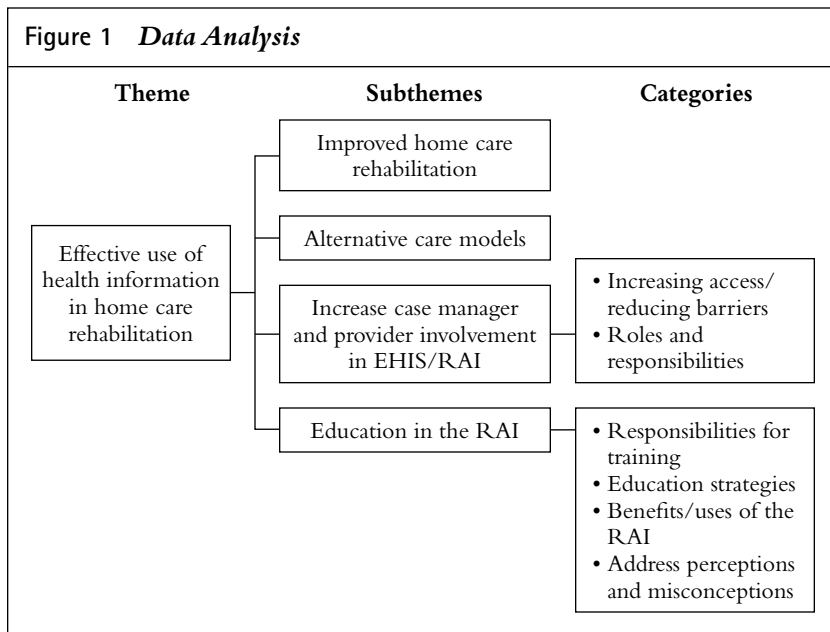 Figure 1 Data Analysis
Theme
Subthemes
Categories
Effective use of
health information
in home care
rehabilitation
Improved home care
rehabilitation
Alternative care models
Increase case manager
and provider involvement
in EHIS/RAI
Education in the RAI
• Increasing access/
reducing barriers
• Roles and
responsibilities
• Responsibilities for
training
• Education strategies
• Benefits/uses of the
RAI
• Address perceptions
and misconceptions